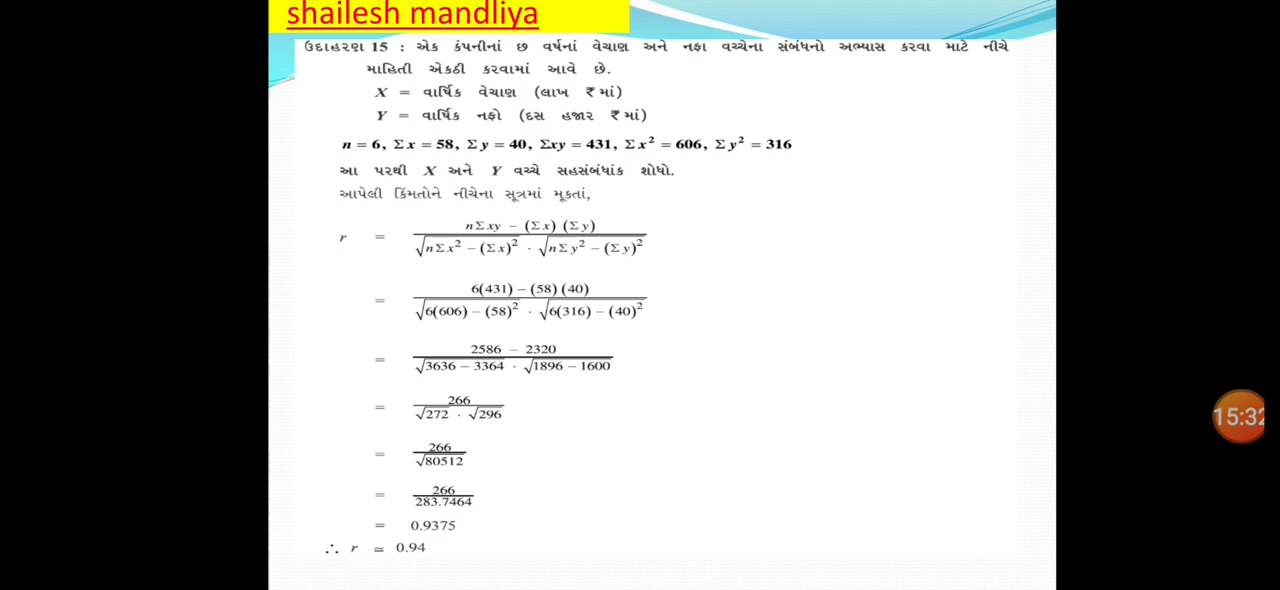 shailesh mandliya
ઉદાહરણ 15 : એક કંપનીનાં છ વર્ષનાં વેચાણ અને નફા વચ્ચેના સંબંધનો અભ્યાસ કરવા માટે નીચે
માહિતી એકઠી કરવામાં આવે છે.
X = વાર્ષિક વેચાણ (લાખ ₹ માં)
Y = વાર્ષિક નફો (દસ હજાર ₹ માં)
n = 6, Σx = 58, Σy = 40, Σxy = 431, Σx² = 606, Σy² = 316
આ પરથી X અને Y વચ્ચે સહસંબંધાંક શોધો.
આપેલી કિંમતોને નીચેના સૂત્રમાં મૂકતાં,
nΣxy – (Σx) (Σy)
r = √nΣx² – (Σx)² · √nΣy² – (Σy)²
6(431) – (58) (40)
= √6(606) – (58)² · √6(316) – (40)²
2586 – 2320
= √3636 – 3364 · √1896 – 1600
266
= √272 · √296
266
= √80512
266
= 283.7464
= 0.9375
∴ r ≃ 0.94
15:32